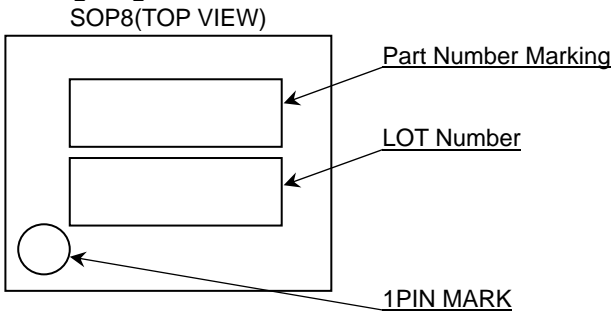 SOP8(TOP VIEW)
Part Number Marking
LOT Number
1PIN MARK